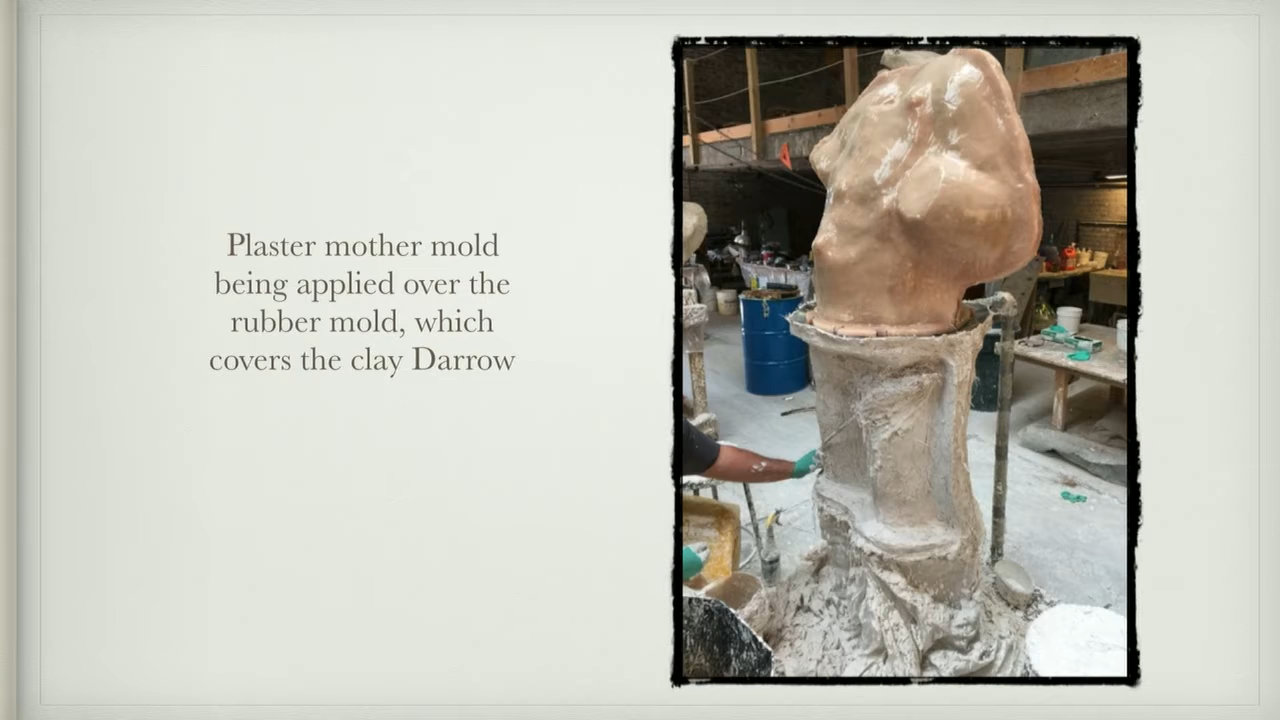 Plaster mother mold
being applied over the
rubber mold, which
covers the clay Darrow